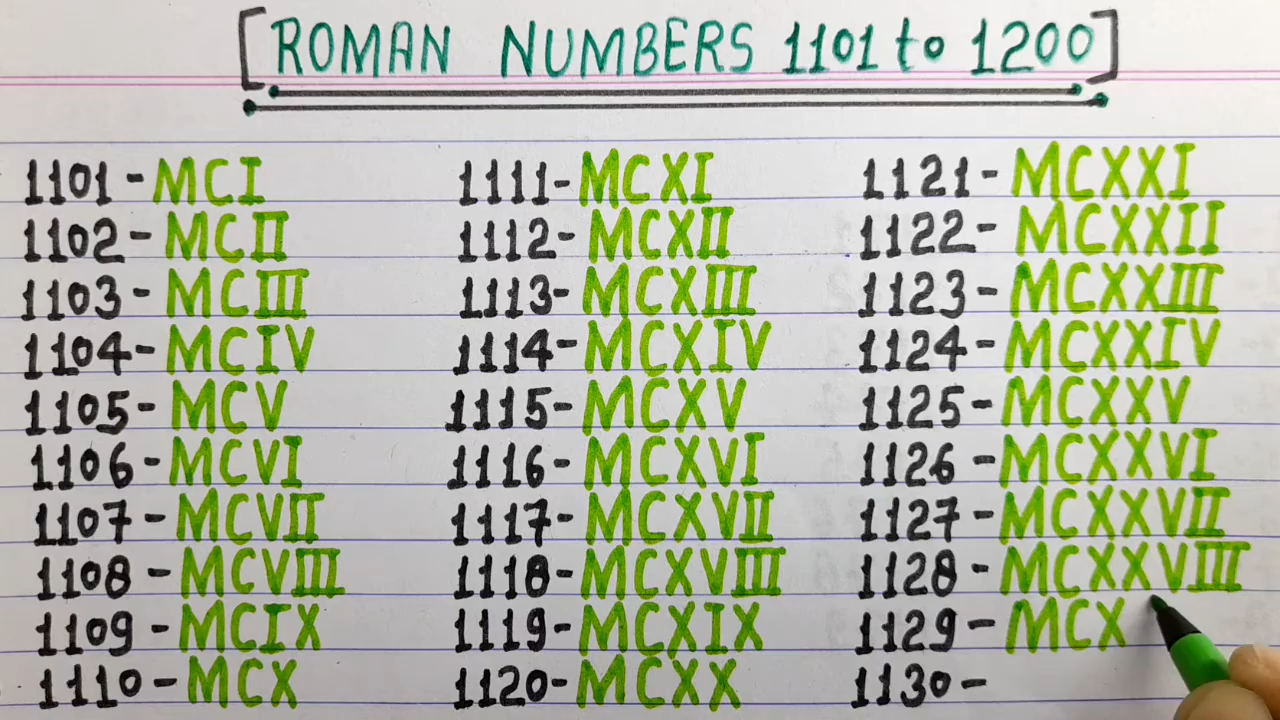 [ROMAN NUMBERS 1101 to 1200]
1101 - MCI
1102 - MCII
1103 - MCIII
1104 - MCIV
1105 - MCV
1106 - MCVI
1107 - MCVII
1108 - MCVIII
1109 - MCIX
1110 - MCX
1111 - MCXI
1112 - MCXII
1113 - MCXIII
1114 - MCXIV
1115 - MCXV
1116 - MCXVI
1117 - MCXVII
1118 - MCXVIII
1119 - MCXIX
1120 - MCXX
1121 - MCXXI
1122 - MCXXII
1123 - MCXXIII
1124 - MCXXIV
1125 - MCXXV
1126 - MCXXVI
1127 - MCXXVII
1128 - MCXXVIII
1129 - MCX
1130 -